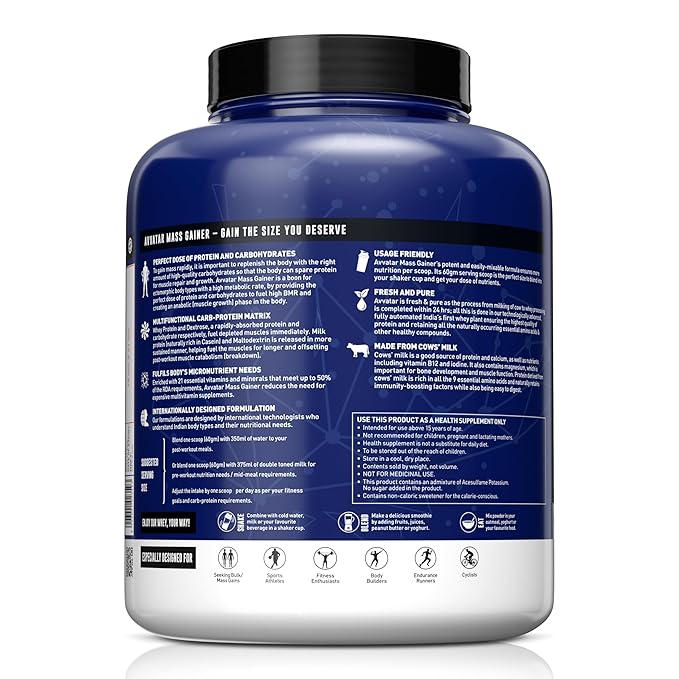 AVVATAR MASS GAINER – GAIN THE SIZE YOU DESERVE
PERFECT DOSE OF PROTEIN AND CARBOHYDRATES
To gain mass rapidly, it is important to replenish the body with the right
amount of high-quality carbohydrates so that the body can spare protein
for muscle repair and growth. Avvatar Mass Gainer is a boon for
ectomorphic body types with a high metabolic rate, by providing the
perfect dose of protein and carbohydrates to fuel high BMR and
creating an anabolic (muscle growth) phase in the body.
MULTIFUNCTIONAL CARB-PROTEIN MATRIX
Whey Protein and Dextrose, a rapidly-absorbed protein and
carbohydrate respectively, fuel depleted muscles immediately. Milk
protein (naturally rich in Casein) and Maltodextrin is released in more
sustained manner, helping fuel the muscles for longer and offsetting
post-workout muscle catabolism (breakdown).
FULFILS BODY'S MICRONUTRIENT NEEDS
Enriched with 21 essential vitamins and minerals that meet up to 50%
of the RDA requirements, Avvatar Mass Gainer reduces the need for
expensive multivitamin supplements.
INTERNATIONALLY DESIGNED FORMULATION
Our formulations are designed by international technologists who
understand Indian body types and their nutritional needs.
SUGGESTED
SERVING
SIZE
Blend one scoop (60gm) with 350ml of water to your
post-workout meals.
Or blend one scoop (60gm) with 375ml of double toned milk for
pre-workout nutrition needs / mid-meal requirements.
Adjust the intake by one scoop per day as per your fitness
goals and carb-protein requirements.
USAGE FRIENDLY
Avvatar Mass Gainer's potent and easily-mixable formula ensures more
nutrition per scoop. Its 60gm serving scoop is the perfect size to blend into
your shaker cup and get your dose of nutrients.
FRESH AND PURE
Avvatar is fresh & pure as the process from milking of cow to whey processing
is completed within 24 hrs; all this is done in our technologically advanced,
fully automated India's first whey plant ensuring the highest quality of
protein and retaining all the naturally occurring essential amino acids &
other healthy compounds.
MADE FROM COWS' MILK
Cows' milk is a good source of protein and calcium, as well as nutrients
including vitamin B12 and iodine. It also contains magnesium, which is
important for bone development and muscle function. Protein derived from
cows' milk is rich in all the 9 essential amino acids and naturally retains
immunity-boosting factors while also being easy to digest.
USE THIS PRODUCT AS A HEALTH SUPPLEMENT ONLY
• Intended for use above 15 years of age.
• Not recommended for children, pregnant and lactating mothers.
• Health supplement is not a substitute for daily diet.
• To be stored out of the reach of children.
• Store in a cool, dry place.
• Contents sold by weight, not volume.
• NOT FOR MEDICINAL USE.
• This product contains an admixture of Acesulfame Potassium.
No sugar added in the product.
• Contains non-caloric sweetener for the calorie-conscious.
ENJOY OUR WHEY, YOUR WAY!
SHAKE
Combine with cold water,
milk or your favourite
beverage in a shaker cup.
BLEND
Make a delicious smoothie
by adding fruits, juices,
peanut butter or yoghurt.
EAT
Mix powder in your
oatmeal, yoghurt or
your favourite food.
ESPECIALLY DESIGNED FOR
Seeking Bulk/
Mass Gains
Sports
Athletes
Fitness
Enthusiasts
Body
Builders
Endurance
Runners
Cyclists